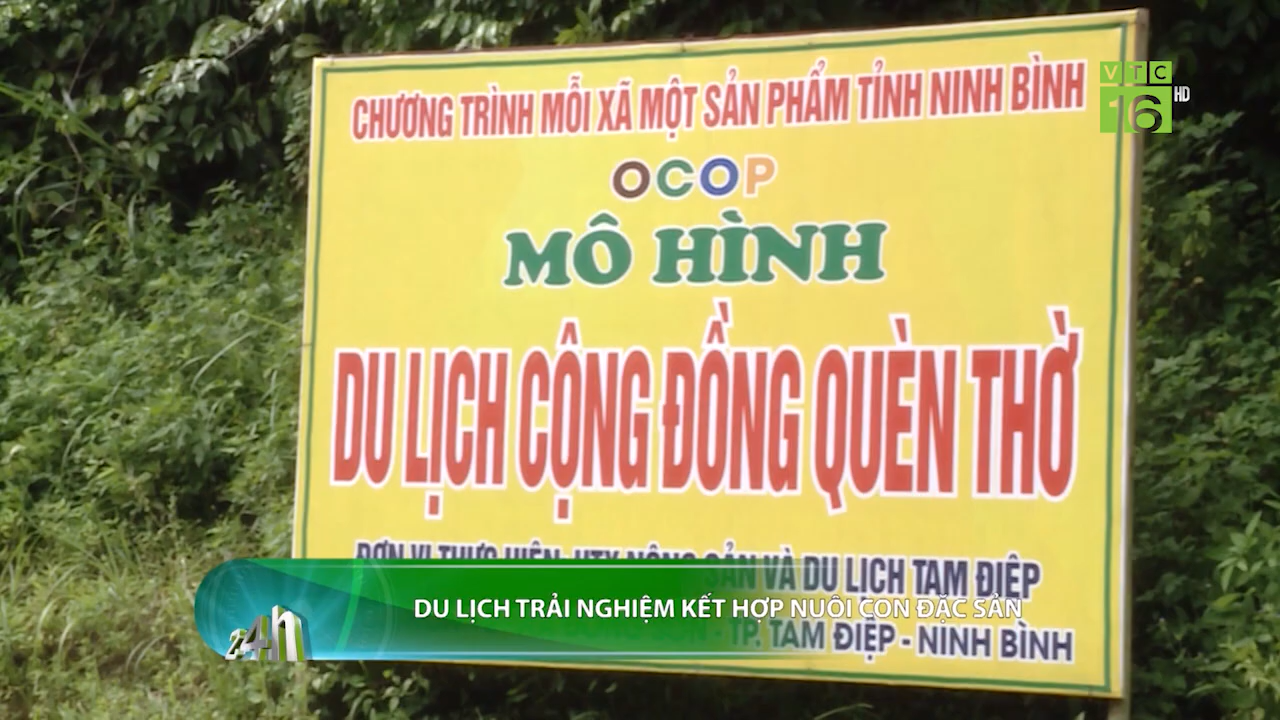 CHƯƠNG TRÌNH MỖI XÃ MỘT SẢN PHẨM TỈNH NINH BÌNH
VTC
16 HD
OCOP
MÔ HÌNH
DU LỊCH CỘNG ĐỒNG QUÈN THỜ
ĐƠN VỊ THỰC HIỆN: HTX NÔNG SẢN VÀ DU LỊCH TAM ĐIỆP
24h
DU LỊCH TRẢI NGHIỆM KẾT HỢP NUÔI CON ĐẶC SẢN
- TP. TAM ĐIỆP - NINH BÌNH